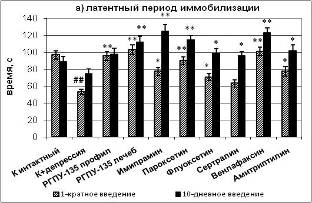 а) латентный период иммобилизации
время, с
140
120
100
80
60
40
20
0
* ** * ** * ** ** * * * ** ** * *
##
К интактный
К+депрессия
РГПУ-135 профил
РГПУ-135 лечеб
Имипрамин
Пароксетин
Флуоксетин
Сертралин
Венлафаксин
Амитриптилин
1-кратное введение
10-дневное введение